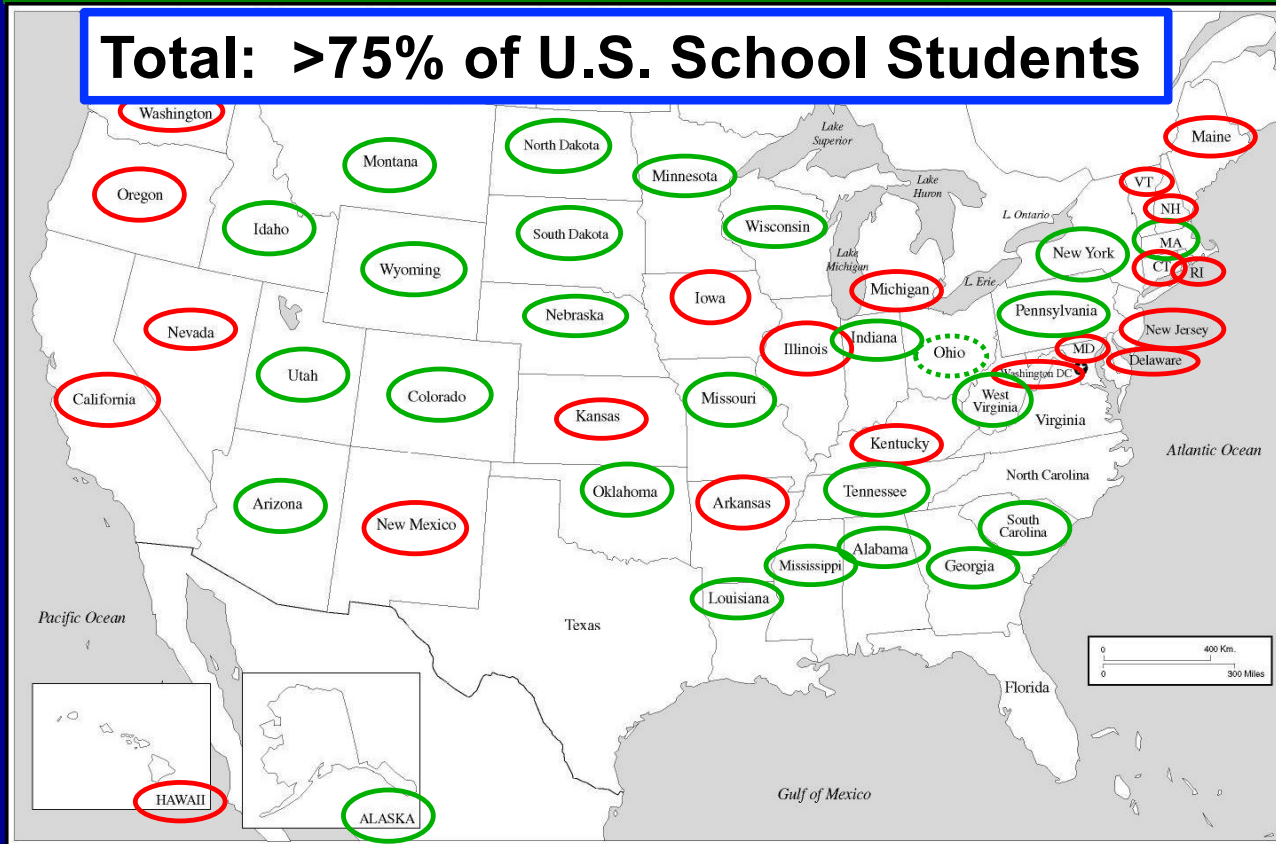 Total: >75% of U.S. School Students
Washington
Montana
North Dakota
Minnesota
Lake
Superior
Maine
Oregon
Idaho
South Dakota
Wisconsin
Lake
Huron
VT
NH
L. Ontario
MA
Wyoming
Lake
Michigan
New York
CT
RI
L. Erie
Iowa
Michigan
Nebraska
Pennsylvania
Nevada
Illinois
Indiana
Ohio
New Jersey
MD
Delaware
Washington DC
Utah
Colorado
California
Missouri
West
Virginia
Virginia
Kansas
Kentucky
Atlantic Ocean
North Carolina
Arizona
Oklahoma
Arkansas
Tennessee
New Mexico
South
Carolina
Mississippi
Alabama
Georgia
Louisiana
Pacific Ocean
Texas
0
400 Km.
0
300 Miles
Florida
HAWAII
ALASKA
Gulf of Mexico